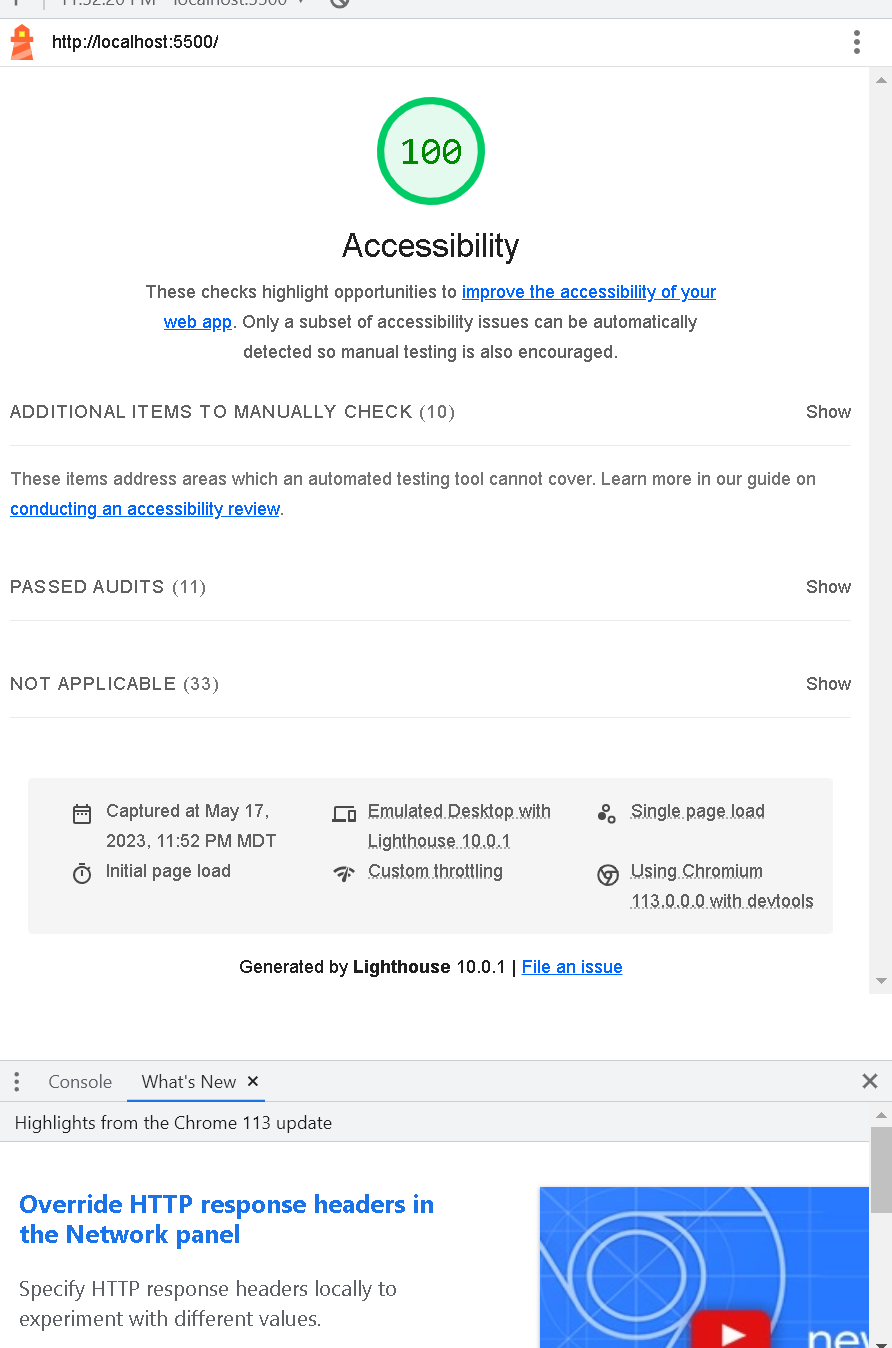 11:52:20 PM - localhost:5500
http://localhost:5500/
100
Accessibility
These checks highlight opportunities to improve the accessibility of your
web app. Only a subset of accessibility issues can be automatically
detected so manual testing is also encouraged.
ADDITIONAL ITEMS TO MANUALLY CHECK (10) Show
These items address areas which an automated testing tool cannot cover. Learn more in our guide on
conducting an accessibility review.
PASSED AUDITS (11) Show
NOT APPLICABLE (33) Show
Captured at May 17,
2023, 11:52 PM MDT
Emulated Desktop with
Lighthouse 10.0.1
Single page load
Initial page load
Custom throttling
Using Chromium
113.0.0.0 with devtools
Generated by Lighthouse 10.0.1 | File an issue
Console What's New
Highlights from the Chrome 113 update
Override HTTP response headers in
the Network panel
Specify HTTP response headers locally to
experiment with different values.
new